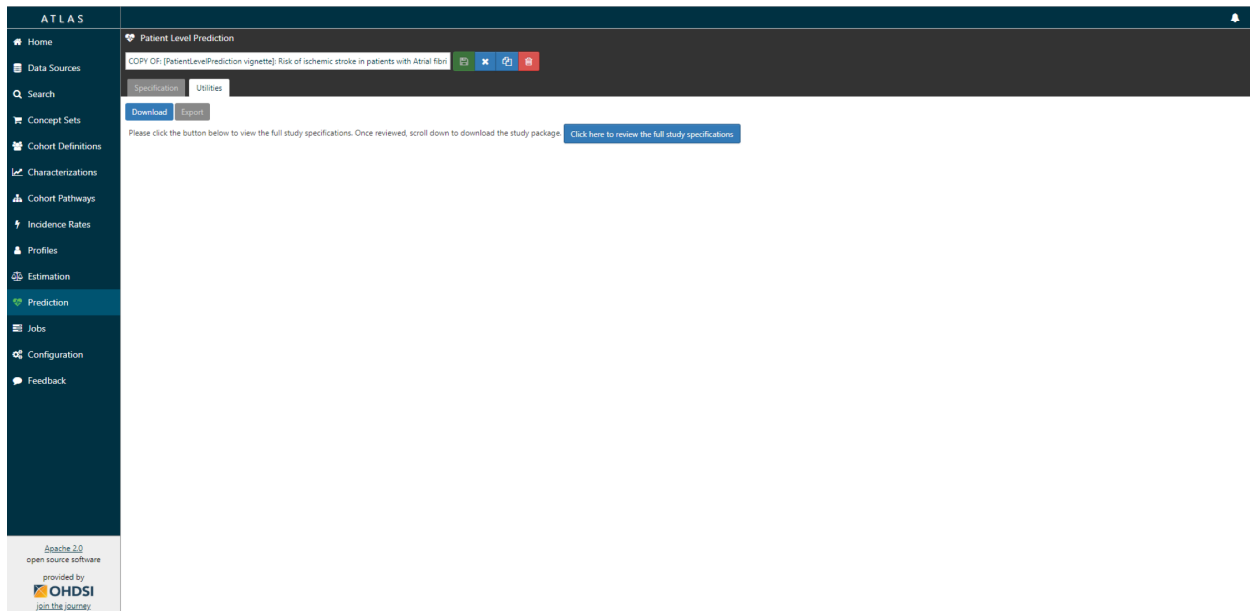 ATLAS
Home
Data Sources
Search
Concept Sets
Cohort Definitions
Characterizations
Cohort Pathways
Incidence Rates
Profiles
Estimation
Prediction
Jobs
Configuration
Feedback
Apache 2.0
open source software
provided by
OHDSI
join the journey
Patient Level Prediction
COPY OF: [PatientLevelPrediction vignette]: Risk of ischemic stroke in patients with Atrial fibri
Specification Utilities
Download Export
Please click the button below to view the full study specifications. Once reviewed, scroll down to download the study package. Click here to review the full study specifications